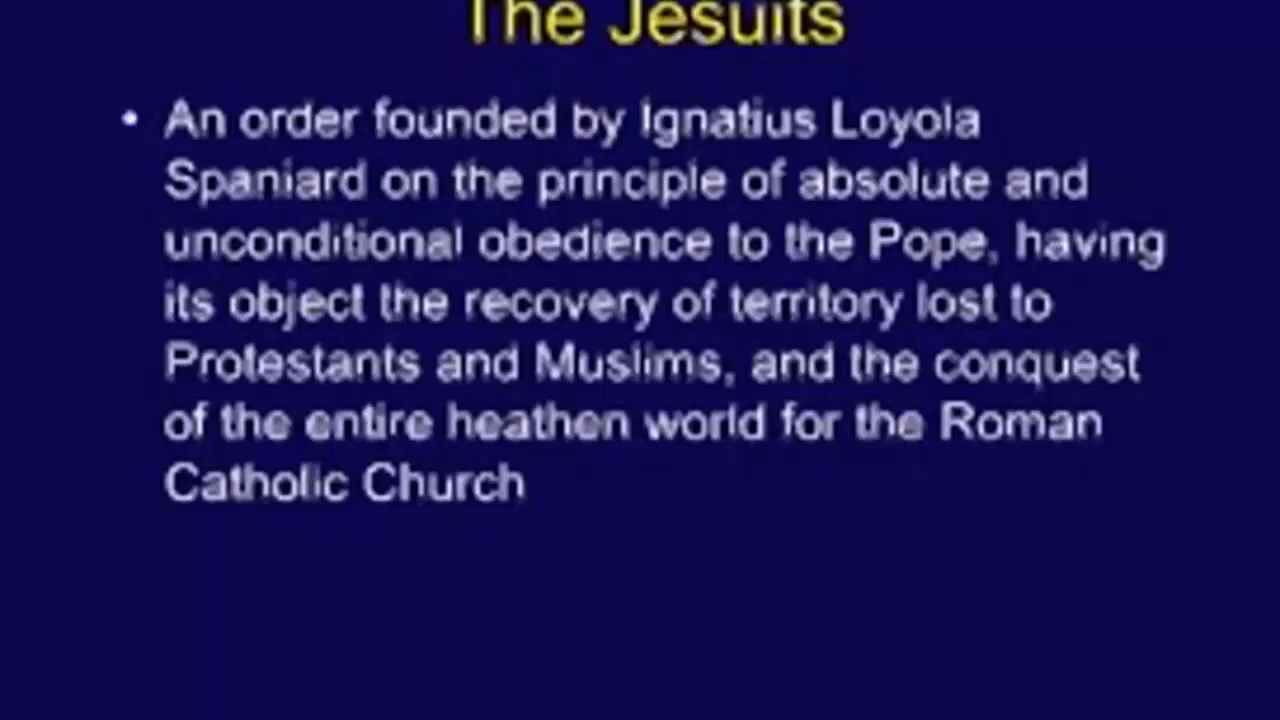 The Jesuits
• An order founded by Ignatius Loyola
Spaniard on the principle of absolute and
unconditional obedience to the Pope, having
its object the recovery of territory lost to
Protestants and Muslims, and the conquest
of the entire heathen world for the Roman
Catholic Church